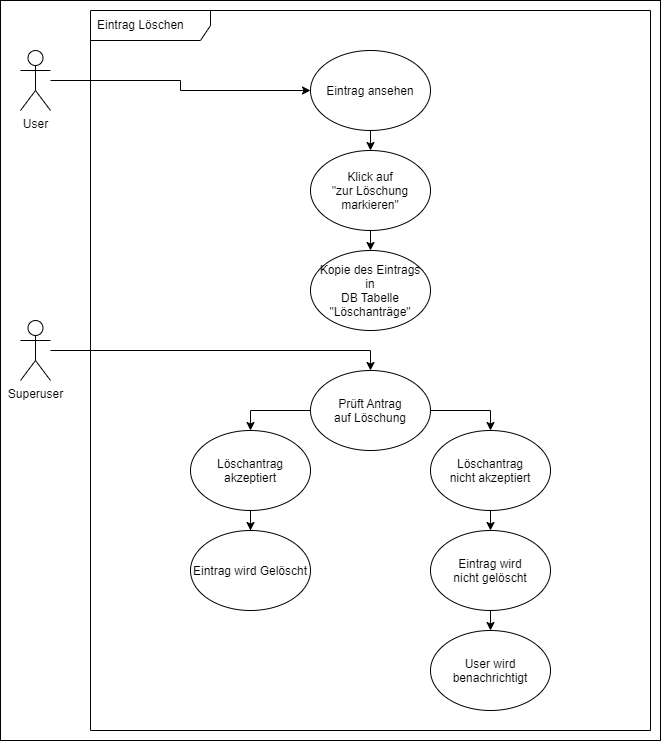 Eintrag Löschen
User
Eintrag ansehen
Klick auf
"zur Löschung
markieren"
Kopie des Eintrags
in
DB Tabelle
"Löschanträge"
Superuser
Prüft Antrag
auf Löschung
Löschantrag
akzeptiert
Löschantrag
nicht akzeptiert
Eintrag wird Gelöscht
Eintrag wird
nicht gelöscht
User wird
benachrichtigt